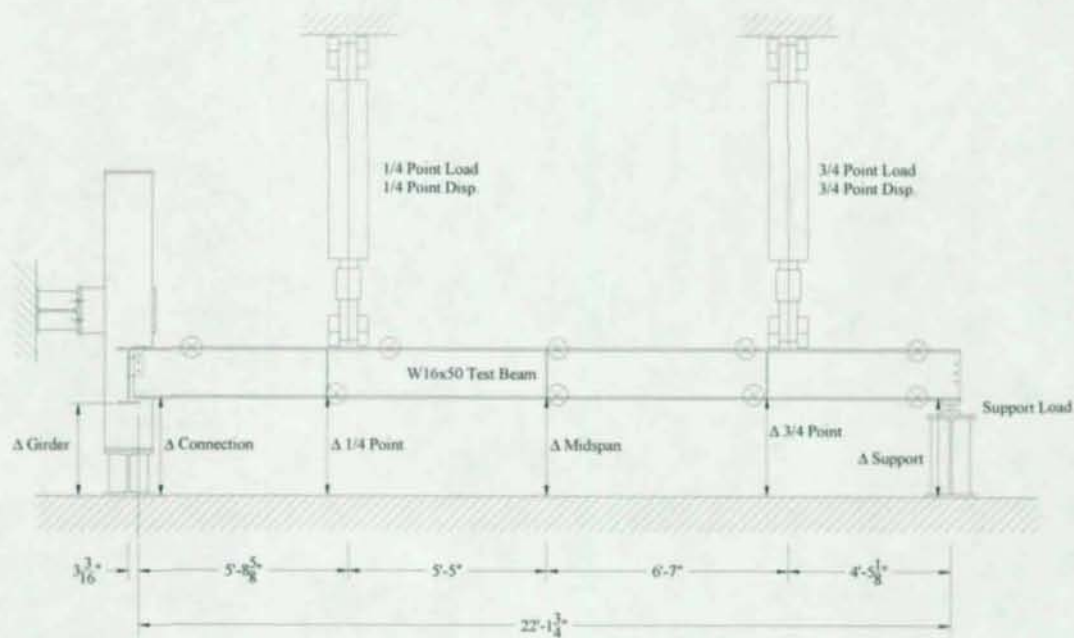 1/4 Point Load
1/4 Point Disp.
3/4 Point Load
3/4 Point Disp.
W16x50 Test Beam
Support Load
Δ Girder
Δ Connection
Δ 1/4 Point
Δ Midspan
Δ 3/4 Point
Δ Support
3 3/16"
5'-8 5/8"
5'-5"
6'-7"
4'-5 1/8"
22'-1 3/4"